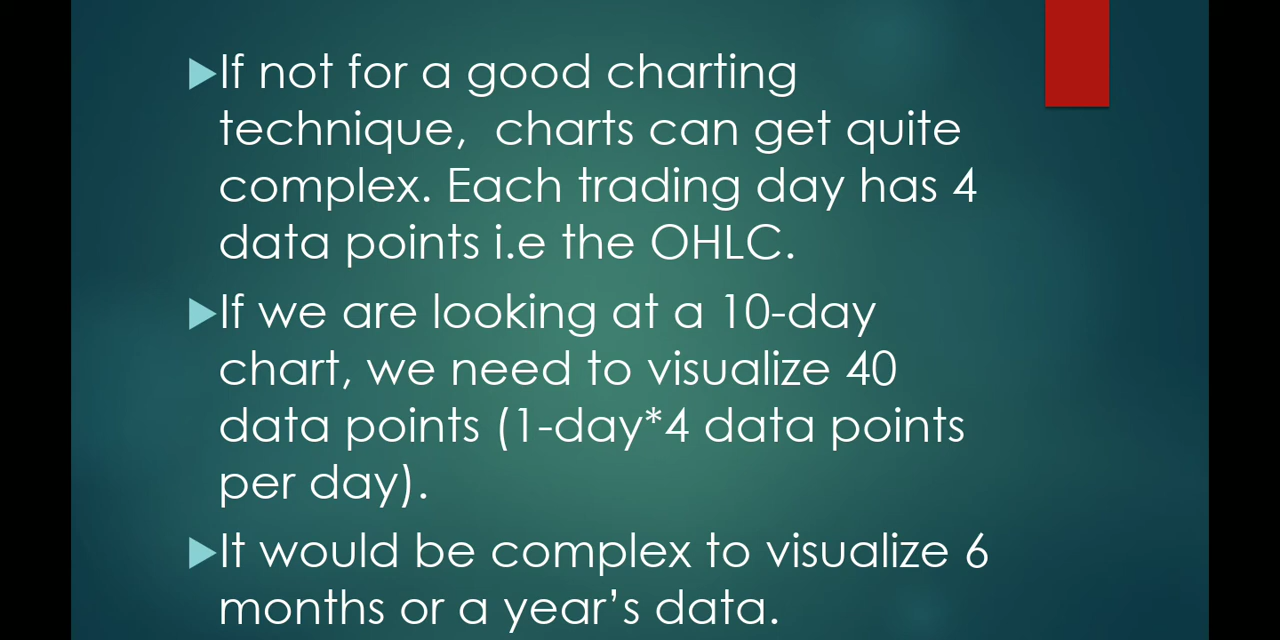 If not for a good charting
technique,  charts can get quite
complex. Each trading day has 4
data points i.e the OHLC.
If we are looking at a 10-day
chart, we need to visualize 40
data points (1-day*4 data points
per day).
It would be complex to visualize 6
months or a year’s data.